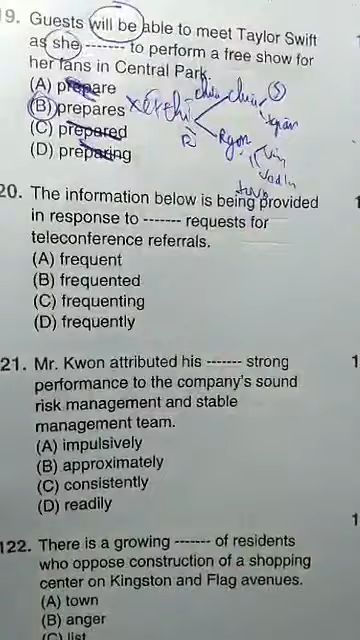 19. Guests will be able to meet Taylor Swift
as she ------- to perform a free show for
her fans in Central Park.
(A) prepare
(B) prepares
(C) prepared
(D) preparing
20. The information below is being provided
in response to ------- requests for
teleconference referrals.
(A) frequent
(B) frequented
(C) frequenting
(D) frequently
21. Mr. Kwon attributed his ------- strong
performance to the company's sound
risk management and stable
management team.
(A) impulsively
(B) approximately
(C) consistently
(D) readily
122. There is a growing ------- of residents
who oppose construction of a shopping
center on Kingston and Flag avenues.
(A) town
(B) anger
(C) list